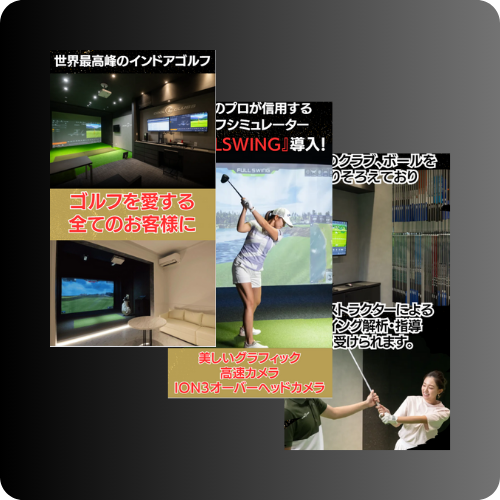 世界最高峰のインドアゴルフ
ゴルフを愛する
全てのお客様に
のプロが信用する
フシミュレーター
LSWING』導入!
FULL SWING
美しいグラフィック
高速カメラ
ION3オーバーヘッドカメラ
のクラブ、ボールを
りそろえており
ストラクターによる
イング解析・指導
受けられます。